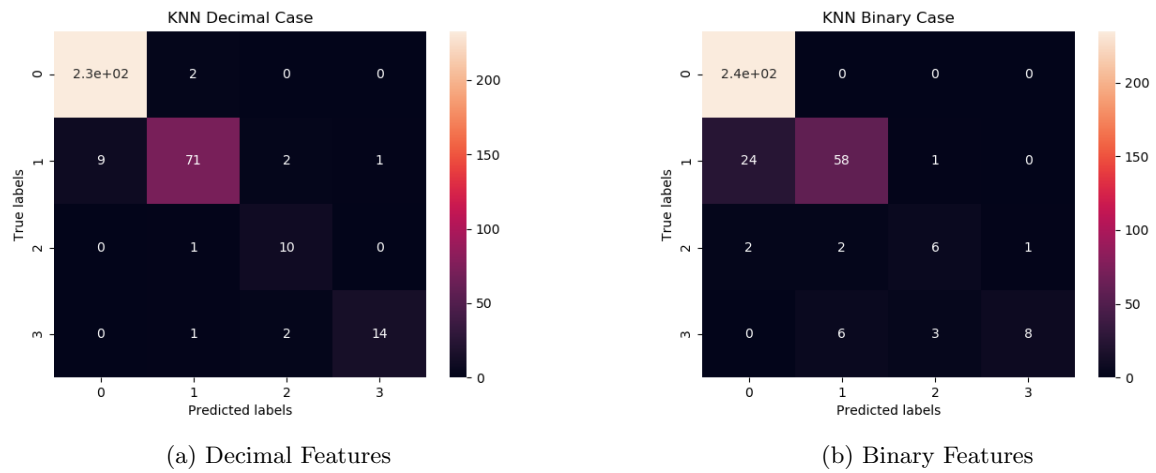 KNN Decimal Case
0 2.3e+02 2 0 0
1 9 71 2 1
2 0 1 10 0
3 0 1 2 14
0 1 2 3
True labels
Predicted labels
200
150
100
50
0
(a) Decimal Features
KNN Binary Case
0 2.4e+02 0 0 0
1 24 58 1 0
2 2 2 6 1
3 0 6 3 8
0 1 2 3
True labels
Predicted labels
200
150
100
50
0
(b) Binary Features